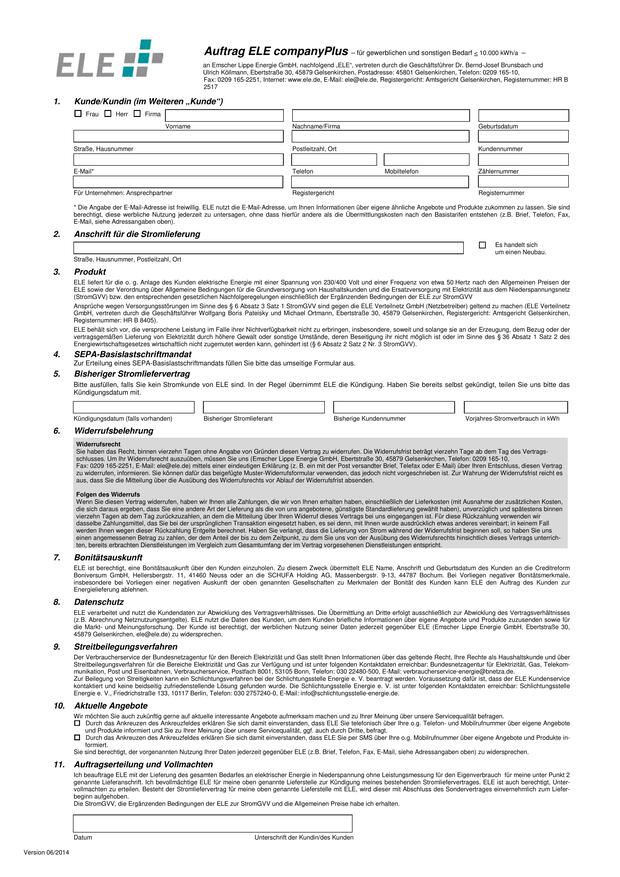 ELE
Auftrag ELE companyPlus – für gewerblichen und sonstigen Bedarf ≤ 10.000 kWh/a –
an Emscher Lippe Energie GmbH, nachfolgend „ELE“, vertreten durch die Geschäftsführer Dr. Bernd-Josef Brunsbach und
Ulrich Köllmann, Ebertstraße 30, 45879 Gelsenkirchen, Postadresse: 45801 Gelsenkirchen, Telefon: 0209 165-10,
Fax: 0209 165-2251, Internet: www.ele.de, E-Mail: ele@ele.de, Registergericht: Amtsgericht Gelsenkirchen, Registernummer: HR B
2517
1. Kunde/Kundin (im Weiteren „Kunde“)
Frau Herr Firma
Vorname Nachname/Firma Geburtsdatum
Straße, Hausnummer Postleitzahl, Ort Kundennummer
E-Mail* Telefon Mobiltelefon Zählernummer
Für Unternehmen: Ansprechpartner Registergericht Registernummer
* Die Angabe der E-Mail-Adresse ist freiwillig. ELE nutzt die E-Mail-Adresse, um Ihnen Informationen über eigene ähnliche Angebote und Produkte zukommen zu lassen. Sie sind
berechtigt, diese werbliche Nutzung jederzeit zu untersagen, ohne dass hierfür andere als die Übermittlungskosten nach den Basistarifen entstehen (z.B. Brief, Telefon, Fax,
E-Mail, siehe Adressangaben oben).
2. Anschrift für die Stromlieferung
Es handelt sich
um einen Neubau.
Straße, Hausnummer, Postleitzahl, Ort
3. Produkt
ELE liefert für die o. g. Anlage des Kunden elektrische Energie mit einer Spannung von 230/400 Volt und einer Frequenz von etwa 50 Hertz nach den Allgemeinen Preisen der
ELE sowie der Verordnung über Allgemeine Bedingungen für die Grundversorgung von Haushaltskunden und die Ersatzversorgung mit Elektrizität aus dem Niederspannungsnetz
(StromGVV) bzw. den entsprechenden gesetzlichen Nachfolgeregelungen einschließlich der Ergänzenden Bedingungen der ELE zur StromGVV
Ansprüche wegen Versorgungsstörungen im Sinne des § 6 Absatz 3 Satz 1 StromGVV sind gegen die ELE Verteilnetz GmbH (Netzbetreiber) geltend zu machen (ELE Verteilnetz
GmbH, vertreten durch die Geschäftsführer Wolfgang Boris Pateisky und Michael Ortmann, Ebertstraße 30, 45879 Gelsenkirchen, Registergericht: Amtsgericht Gelsenkirchen,
Registernummer: HR B 8405).
ELE behält sich vor, die versprochene Leistung im Falle ihrer Nichtverfügbarkeit nicht zu erbringen, insbesondere, soweit und solange sie an der Erzeugung, dem Bezug oder der
vertragsgemäßen Lieferung von Elektrizität durch höhere Gewalt oder sonstige Umstände, deren Beseitigung ihr nicht möglich ist oder im Sinne des § 36 Absatz 1 Satz 2 des
Energiewirtschaftsgesetzes wirtschaftlich nicht zugemutet werden kann, gehindert ist (§ 6 Absatz 2 Satz 2 Nr. 3 StromGVV).
4. SEPA-Basislastschriftmandat
Zur Erteilung eines SEPA-Basislastschriftmandats füllen Sie bitte das umseitige Formular aus.
5. Bisheriger Stromliefervertrag
Bitte ausfüllen, falls Sie kein Stromkunde von ELE sind. In der Regel übernimmt ELE die Kündigung. Haben Sie bereits selbst gekündigt, teilen Sie uns bitte das
Kündigungsdatum mit.
Kündigungsdatum (falls vorhanden) Bisheriger Stromlieferant Bisherige Kundennummer Vorjahres-Stromverbrauch in kWh
6. Widerrufsbelehrung
Widerrufsrecht
Sie haben das Recht, binnen vierzehn Tagen ohne Angabe von Gründen diesen Vertrag zu widerrufen. Die Widerrufsfrist beträgt vierzehn Tage ab dem Tag des Vertrags-
schlusses. Um Ihr Widerrufsrecht auszuüben, müssen Sie uns (Emscher Lippe Energie GmbH, Ebertstraße 30, 45879 Gelsenkirchen, Telefon: 0209 165-10,
Fax: 0209 165-2251, E-Mail: ele@ele.de) mittels einer eindeutigen Erklärung (z. B. ein mit der Post versandter Brief, Telefax oder E-Mail) über Ihren Entschluss, diesen Vertrag
zu widerrufen, informieren. Sie können dafür das beigefügte Muster-Widerrufsformular verwenden, das jedoch nicht vorgeschrieben ist. Zur Wahrung der Widerrufsfrist reicht es
aus, dass Sie die Mitteilung über die Ausübung des Widerrufsrechts vor Ablauf der Widerrufsfrist absenden.
Folgen des Widerrufs
Wenn Sie diesen Vertrag widerrufen, haben wir Ihnen alle Zahlungen, die wir von Ihnen erhalten haben, einschließlich der Lieferkosten (mit Ausnahme der zusätzlichen Kosten,
die sich daraus ergeben, dass Sie eine andere Art der Lieferung als die von uns angebotene, günstigste Standardlieferung gewählt haben), unverzüglich und spätestens binnen
vierzehn Tagen ab dem Tag zurückzuzahlen, an dem die Mitteilung über Ihren Widerruf dieses Vertrags bei uns eingegangen ist. Für diese Rückzahlung verwenden wir
dasselbe Zahlungsmittel, das Sie bei der ursprünglichen Transaktion eingesetzt haben, es sei denn, mit Ihnen wurde ausdrücklich etwas anderes vereinbart; in keinem Fall
werden Ihnen wegen dieser Rückzahlung Entgelte berechnet. Haben Sie verlangt, dass die Lieferung von Strom während der Widerrufsfrist beginnen soll, so haben Sie uns
einen angemessenen Betrag zu zahlen, der dem Anteil der bis zu dem Zeitpunkt, zu dem Sie uns von der Ausübung des Widerrufsrechts hinsichtlich dieses Vertrags unterrich-
ten, bereits erbrachten Dienstleistungen im Vergleich zum Gesamtumfang der im Vertrag vorgesehenen Dienstleistungen entspricht.
7. Bonitätsauskunft
ELE ist berechtigt, eine Bonitätsauskunft über den Kunden einzuholen. Zu diesem Zweck übermittelt ELE Name, Anschrift und Geburtsdatum des Kunden an die Creditreform
Boniversum GmbH, Hellersbergstr. 11, 41460 Neuss oder an die SCHUFA Holding AG, Massenbergstr. 9-13, 44787 Bochum. Bei Vorliegen negativer Bonitätsmerkmale,
insbesondere bei Vorliegen einer negativen Auskunft der oben genannten Gesellschaften zu Merkmalen der Bonität des Kunden kann ELE den Auftrag des Kunden zur
Energielieferung ablehnen.
8. Datenschutz
ELE verarbeitet und nutzt die Kundendaten zur Abwicklung des Vertragsverhältnisses. Die Übermittlung an Dritte erfolgt ausschließlich zur Abwicklung des Vertragsverhältnisses
(z.B. Abrechnung Netznutzungsentgelte). ELE nutzt die Daten des Kunden, um dem Kunden briefliche Informationen über eigene Angebote und Produkte zuzusenden sowie für
die Markt- und Meinungsforschung. Der Kunde ist berechtigt, der werblichen Nutzung seiner Daten jederzeit gegenüber ELE (Emscher Lippe Energie GmbH, Ebertstraße 30,
45879 Gelsenkirchen, ele@ele.de) zu widersprechen.
9. Streitbeilegungsverfahren
Der Verbraucherservice der Bundesnetzagentur für den Bereich Elektrizität und Gas stellt Ihnen Informationen über das geltende Recht, Ihre Rechte als Haushaltskunde und über
Streitbeilegungsverfahren für die Bereiche Elektrizität und Gas zur Verfügung und ist unter folgenden Kontaktdaten erreichbar: Bundesnetzagentur für Elektrizität, Gas, Telekom-
munikation, Post und Eisenbahnen, Verbraucherservice, Postfach 8001, 53105 Bonn, Telefon: 030 22480-500, E-Mail: verbraucherservice-energie@bnetza.de.
Zur Beilegung von Streitigkeiten kann ein Schlichtungsverfahren bei der Schlichtungsstelle Energie e. V. beantragt werden. Voraussetzung dafür ist, dass der ELE Kundenservice
kontaktiert und keine beidseitig zufriedenstellende Lösung gefunden wurde. Die Schlichtungsstelle Energie e. V. ist unter folgenden Kontaktdaten erreichbar: Schlichtungsstelle
Energie e. V., Friedrichstraße 133, 10117 Berlin, Telefon: 030 2757240-0, E-Mail: info@schlichtungsstelle-energie.de.
10. Aktuelle Angebote
Wir möchten Sie auch zukünftig gerne auf aktuelle interessante Angebote aufmerksam machen und zu Ihrer Meinung über unsere Servicequalität befragen.
Durch das Ankreuzen des Ankreuzfeldes erklären Sie sich damit einverstanden, dass ELE Sie telefonisch über Ihre o.g. Telefon- und Mobilrufnummer über eigene Angebote
und Produkte informiert und Sie zu Ihrer Meinung über unsere Servicequalität, ggf. auch durch Dritte, befragt.
Durch das Ankreuzen des Ankreuzfeldes erklären Sie sich damit einverstanden, dass ELE Sie per SMS über Ihre o.g. Mobilrufnummer über eigene Angebote und Produkte in-
formiert.
Sie sind berechtigt, der vorgenannten Nutzung Ihrer Daten jederzeit gegenüber ELE (z. B. Brief, Telefon, Fax, E-Mail, siehe Adressangaben oben) zu widersprechen.
11. Auftragserteilung und Vollmachten
Ich beauftrage ELE mit der Lieferung des gesamten Bedarfes an elektrischer Energie in Niederspannung ohne Leistungsmessung für den Eigenverbrauch für meine unter Punkt 2
genannte Lieferanschrift. Ich bevollmächtige ELE für meine oben genannte Lieferstelle zur Kündigung meines bestehenden Stromliefervertrags. ELE ist auch berechtigt, Unter-
vollmachten zu erteilen. Besteht der Stromliefervertrag für meine oben genannte Lieferstelle mit ELE, wird dieser mit Abschluss des Sondervertrages einvernehmlich zum Liefer-
beginn aufgehoben.
Die StromGVV, die Ergänzenden Bedingungen der ELE zur StromGVV und die Allgemeinen Preise habe ich erhalten.
Datum Unterschrift der Kundin/des Kunden
Version 06/2014